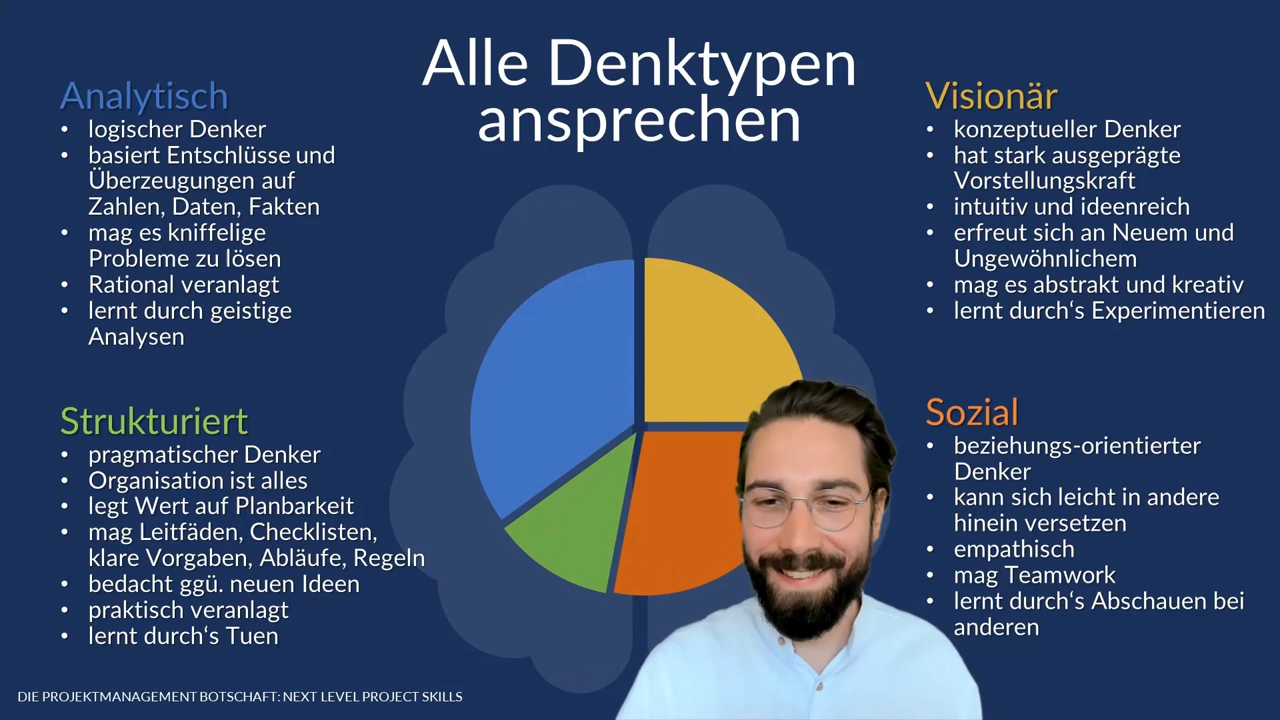 Alle Denktypen
ansprechen
Analytisch
• logischer Denker
• basiert Entschlüsse und
Überzeugungen auf
Zahlen, Daten, Fakten
• mag es kniffelige
Probleme zu lösen
• Rational veranlagt
• lernt durch geistige
Analysen
Strukturiert
• pragmatischer Denker
• Organisation ist alles
• legt Wert auf Planbarkeit
• mag Leitfäden, Checklisten,
klare Vorgaben, Abläufe, Regeln
• bedacht ggü. neuen Ideen
• praktisch veranlagt
• lernt durch‘s Tuen
Visionär
• konzeptueller Denker
• hat stark ausgeprägte
Vorstellungskraft
• intuitiv und ideenreich
• erfreut sich an Neuem und
Ungewöhnlichem
• mag es abstrakt und kreativ
• lernt durch‘s Experimentieren
Sozial
• beziehungs-orientierter
Denker
• kann sich leicht in andere
hinein versetzen
• empathisch
• mag Teamwork
• lernt durch‘s Abschauen bei
anderen
DIE PROJEKTMANAGEMENT BOTSCHAFT: NEXT LEVEL PROJECT SKILLS